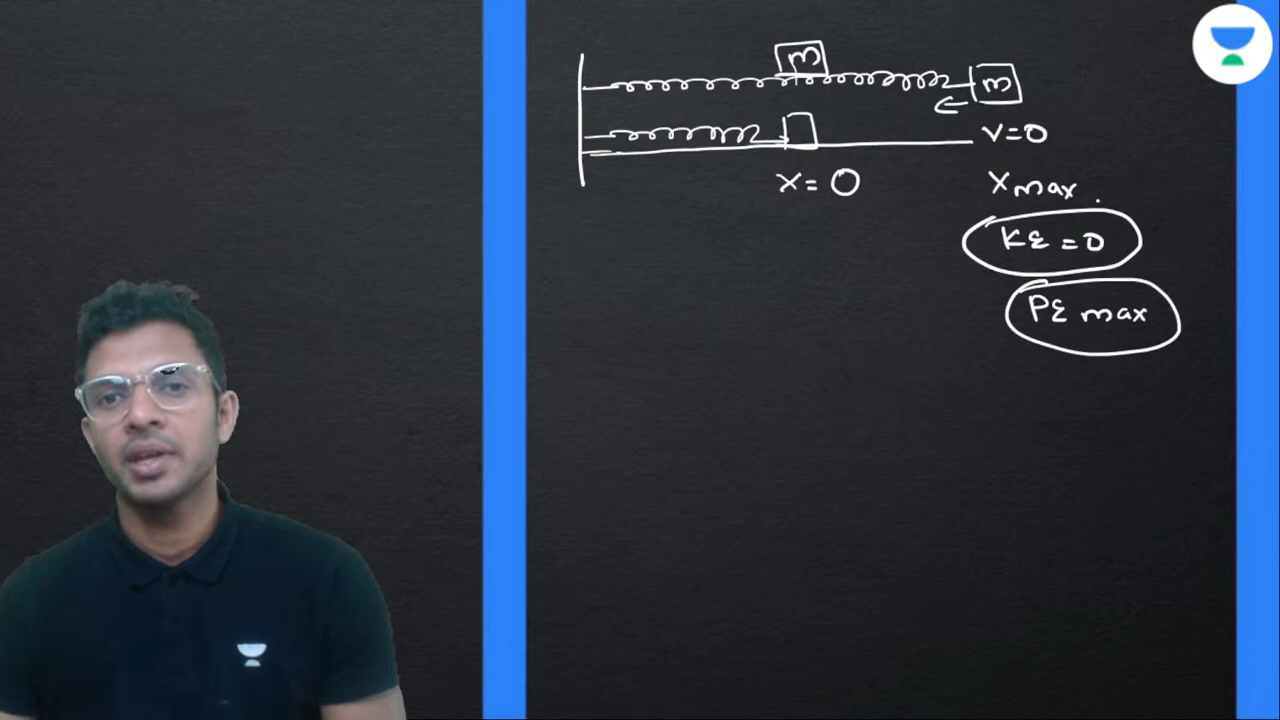 m
m
v=0
x= 0
xmax.
KE = 0
PE max